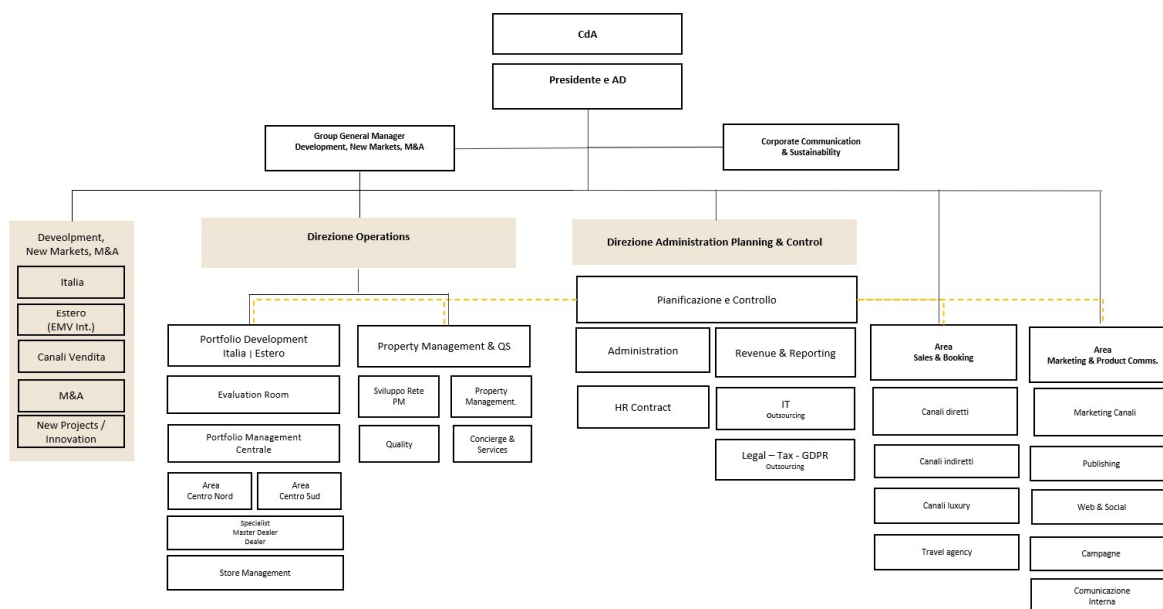 CdA
Presidente e AD
Group General Manager
Development, New Markets, M&A
Corporate Communication
& Sustainability
Deveolpment,
New Markets, M&A
Italia
Estero
(EMV Int.)
Canali Vendita
M&A
New Projects /
Innovation
Direzione Operations
Portfolio Development
Italia | Estero
Evaluation Room
Portfolio Management
Centrale
Area
Centro Nord
Area
Centro Sud
Specialist
Master Dealer
Dealer
Store Management
Property Management & QS
Sviluppo Rete
PM
Property
Management.
Quality
Concierge &
Services
Direzione Administration Planning & Control
Pianificazione e Controllo
Administration
Revenue & Reporting
HR Contract
IT
Outsourcing
Legal – Tax - GDPR
Outsourcing
Area
Sales & Booking
Canali diretti
Canali indiretti
Canali luxury
Travel agency
Area
Marketing & Product Comms.
Marketing Canali
Publishing
Web & Social
Campagne
Comunicazione
Interna